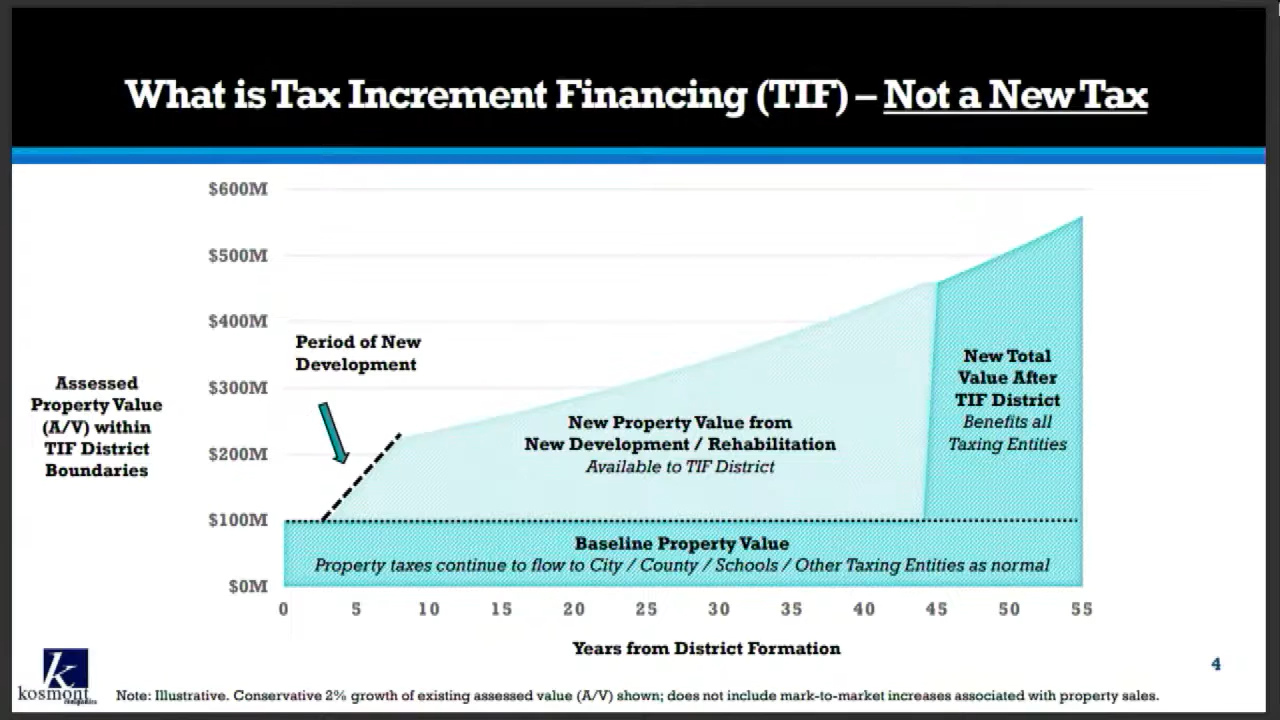 What is Tax Increment Financing (TIF) – Not a New Tax
$600M
$500M
$400M
$300M
$200M
$100M
$0M
Assessed
Property Value
(A/V) within
TIF District
Boundaries
Period of New
Development
New Property Value from
New Development / Rehabilitation
Available to TIF District
New Total
Value After
TIF District
Benefits all
Taxing Entities
Baseline Property Value
Property taxes continue to flow to City / County / Schools / Other Taxing Entities as normal
0 5 10 15 20 25 30 35 40 45 50 55
Years from District Formation
4
k
kosmont
companies
Note: Illustrative. Conservative 2% growth of existing assessed value (A/V) shown; does not include mark-to-market increases associated with property sales.